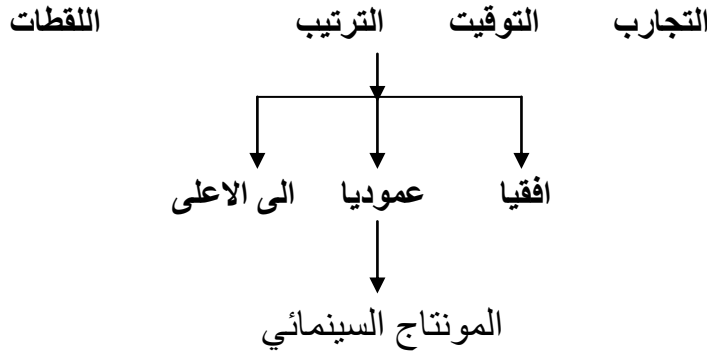 التجارب التوقيت الترتيب اللقطات
افقيا عموديا الى الاعلى
المونتاج السينمائي